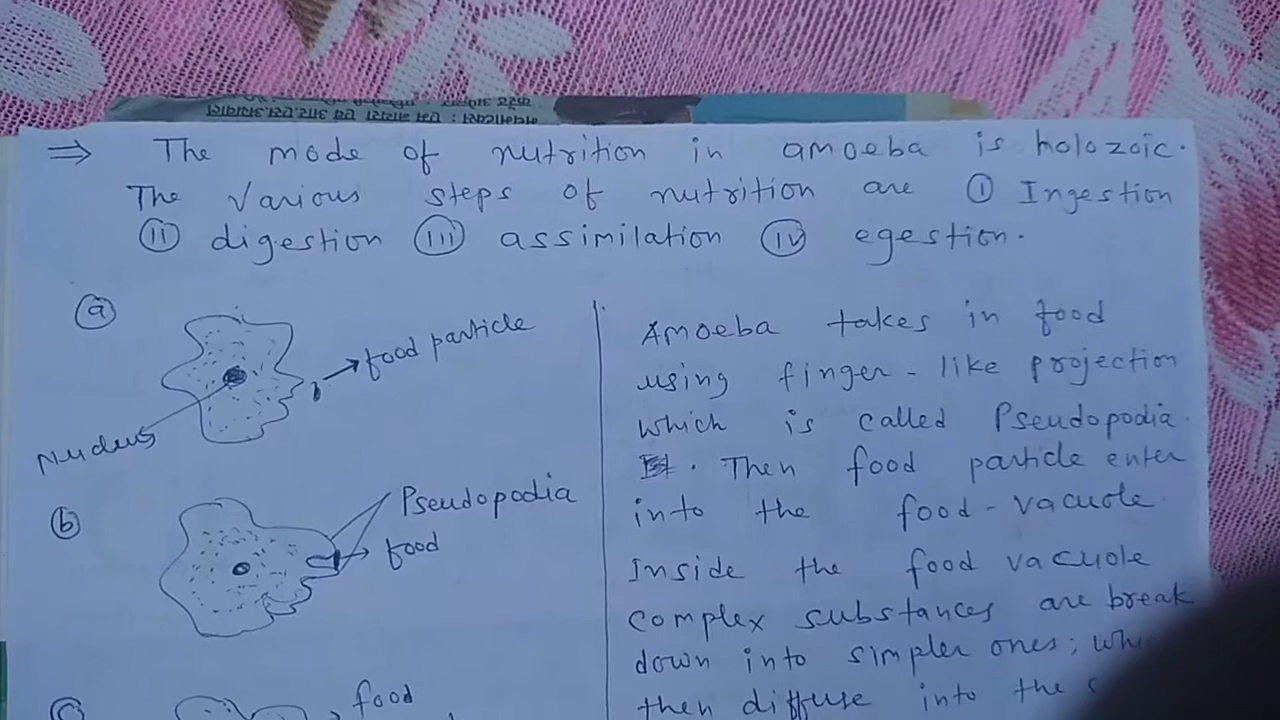 ⇒ The mode of nutrition in amoeba is holozoic.
The various steps of nutrition are (i) Ingestion
(ii) digestion (iii) assimilation (iv) egestion.
(a)
food particle
Nucleus
(b)
Pseudopodia
food
(c)
food
Amoeba takes in food
using finger-like projection
which is called Pseudopodia
. Then food particle enter
into the food-vacuole
Inside the food vacuole
complex substances are break
down into simpler ones;
then diffuse into the